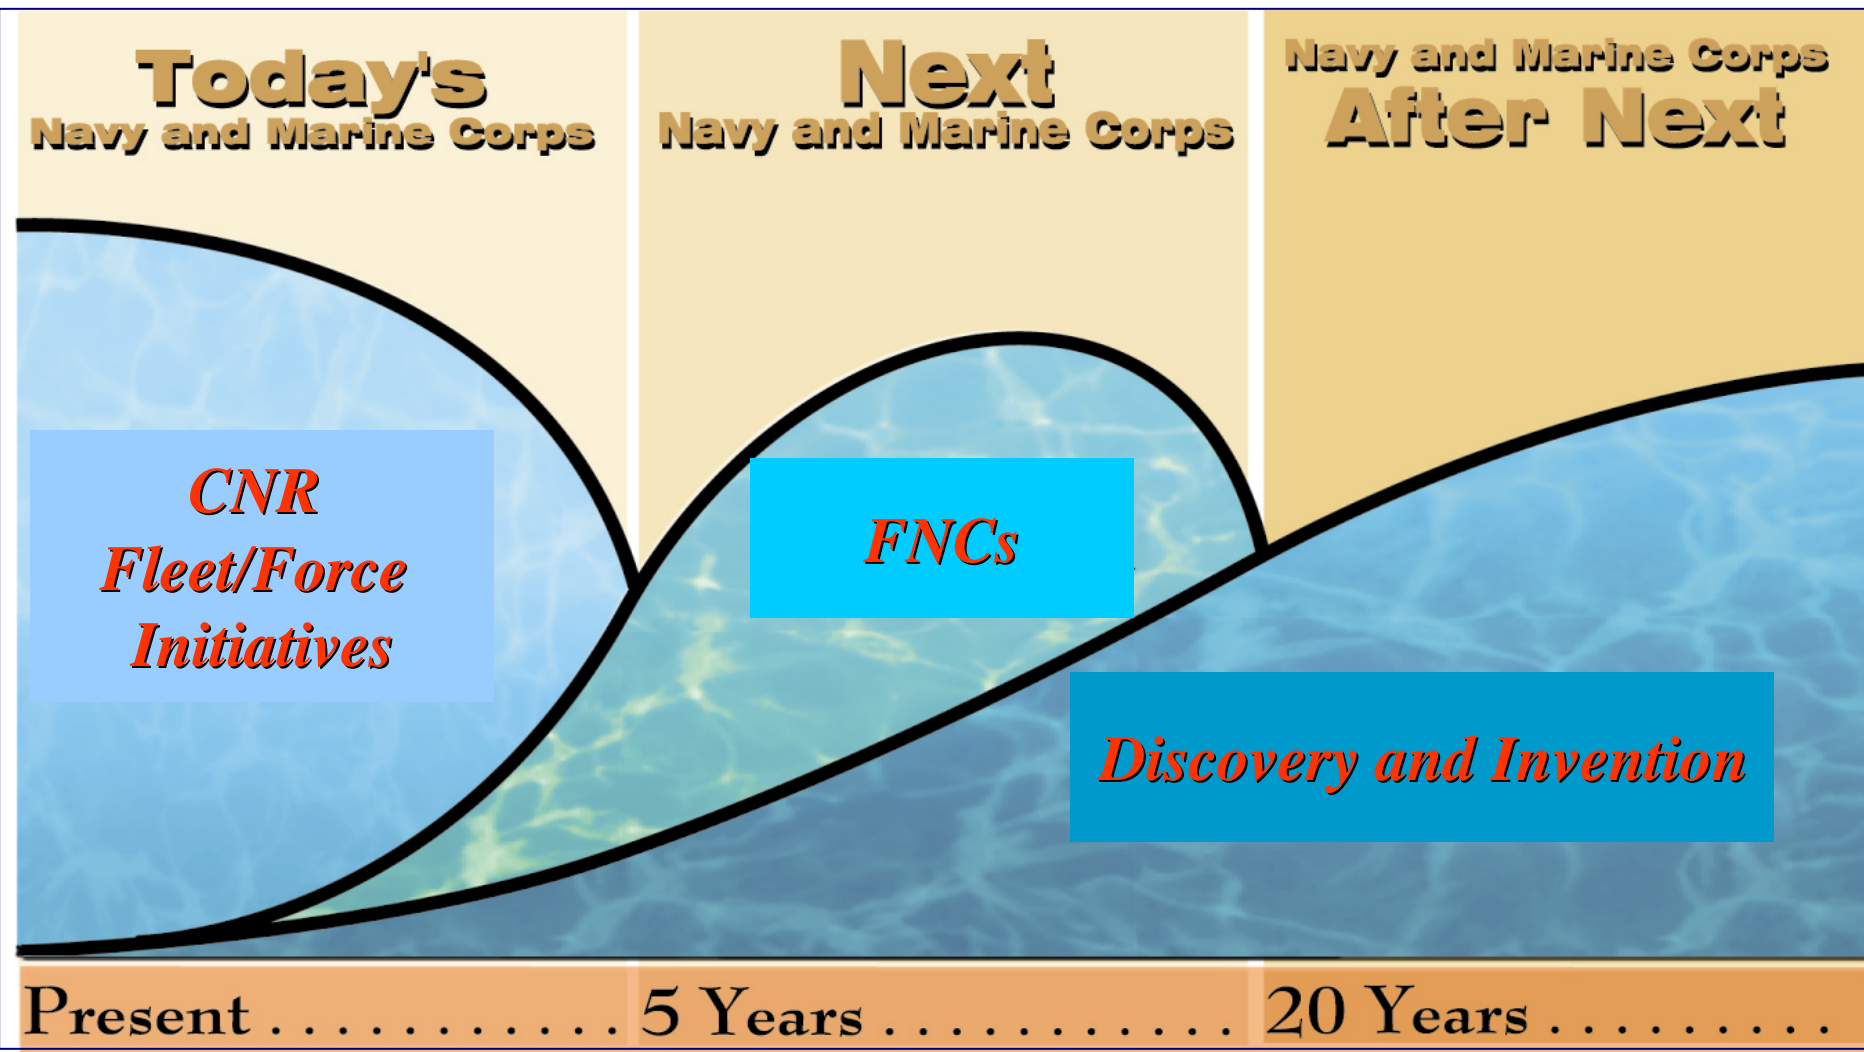 Today's
Navy and Marine Corps
Next
Navy and Marine Corps
Navy and Marine Corps
After Next
CNR
Fleet/Force
Initiatives
FNCs
Discovery and Invention
Present . . . . . . . . . . .
5 Years . . . . . . . . . . .
20 Years . . . . . . . . .